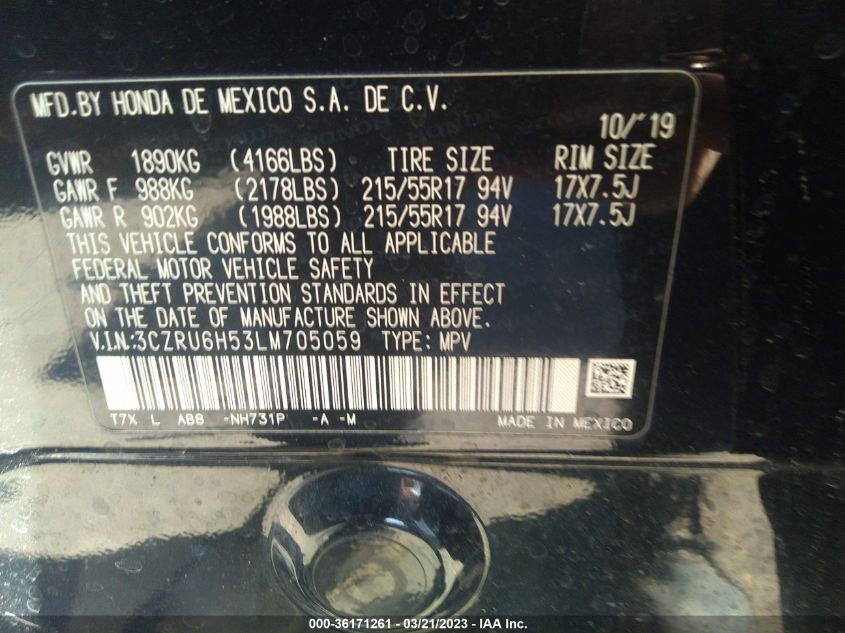 MFD.BY HONDA DE MEXICO S.A. DE C.V.
10/'19
GVWR 1890KG (4166LBS) TIRE SIZE RIM SIZE
GAWR F 988KG (2178LBS) 215/55R17 94V 17X7.5J
GAWR R 902KG (1988LBS) 215/55R17 94V 17X7.5J
THIS VEHICLE CONFORMS TO ALL APPLICABLE
FEDERAL MOTOR VEHICLE SAFETY
AND THEFT PREVENTION STANDARDS IN EFFECT
ON THE DATE OF MANUFACTURE SHOWN ABOVE.
V.I.N.:3CZRU6H53LM705059 TYPE: MPV
T7X L AB8 -NH731P -A -M MADE IN MEXICO
000-36171261 - 03/21/2023 - IAA Inc.